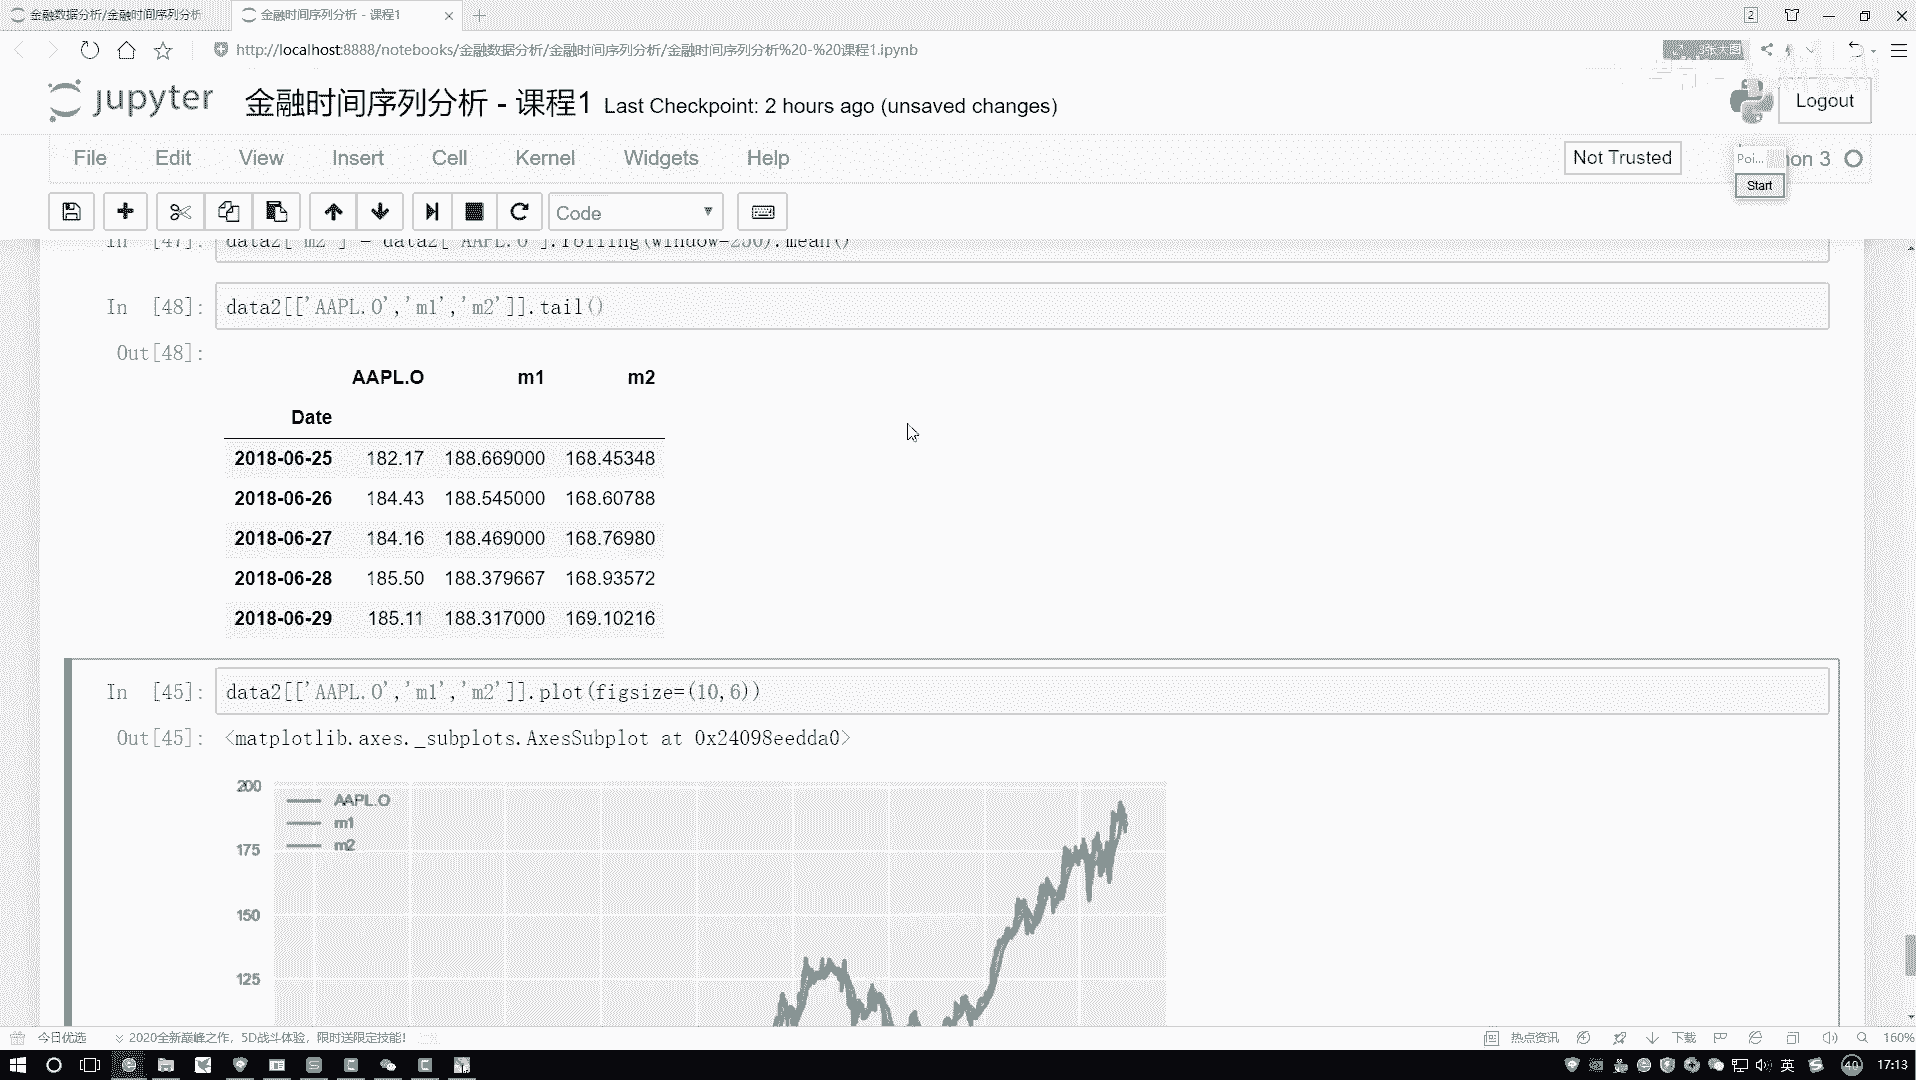 金融数据分析/金融时间序列分析
金融时间序列分析 - 课程1
2
http://localhost:8888/notebooks/金融数据分析/金融时间序列分析/金融时间序列分析%20-%20课程1.ipynb
jupyter
金融时间序列分析 - 课程1 Last Checkpoint: 2 hours ago (unsaved changes)
Logout
File Edit View Insert Cell Kernel Widgets Help
Not Trusted
Poi...
Start
Code
In [47]: data2['m2'] = data2['AAPL.O'].rolling(window=250).mean()
In [48]: data2[['AAPL.O','m1','m2']].tail()
Out[48]:
AAPL.O m1 m2
Date
2018-06-25 182.17 188.669000 168.45348
2018-06-26 184.43 188.545000 168.60788
2018-06-27 184.16 188.469000 168.76980
2018-06-28 185.50 188.379667 168.93572
2018-06-29 185.11 188.317000 169.10216
In [45]: data2[['AAPL.O','m1','m2']].plot(figsize=(10,6))
Out[45]: <matplotlib.axes._subplots.AxesSubplot at 0x24098eedda0>
200
AAPL.O
m1
m2
175
150
125
今日优选
2020全新巅峰之作，5D战斗体验，限时送限定技能！
热点资讯
下载
160%
英
40
17:13